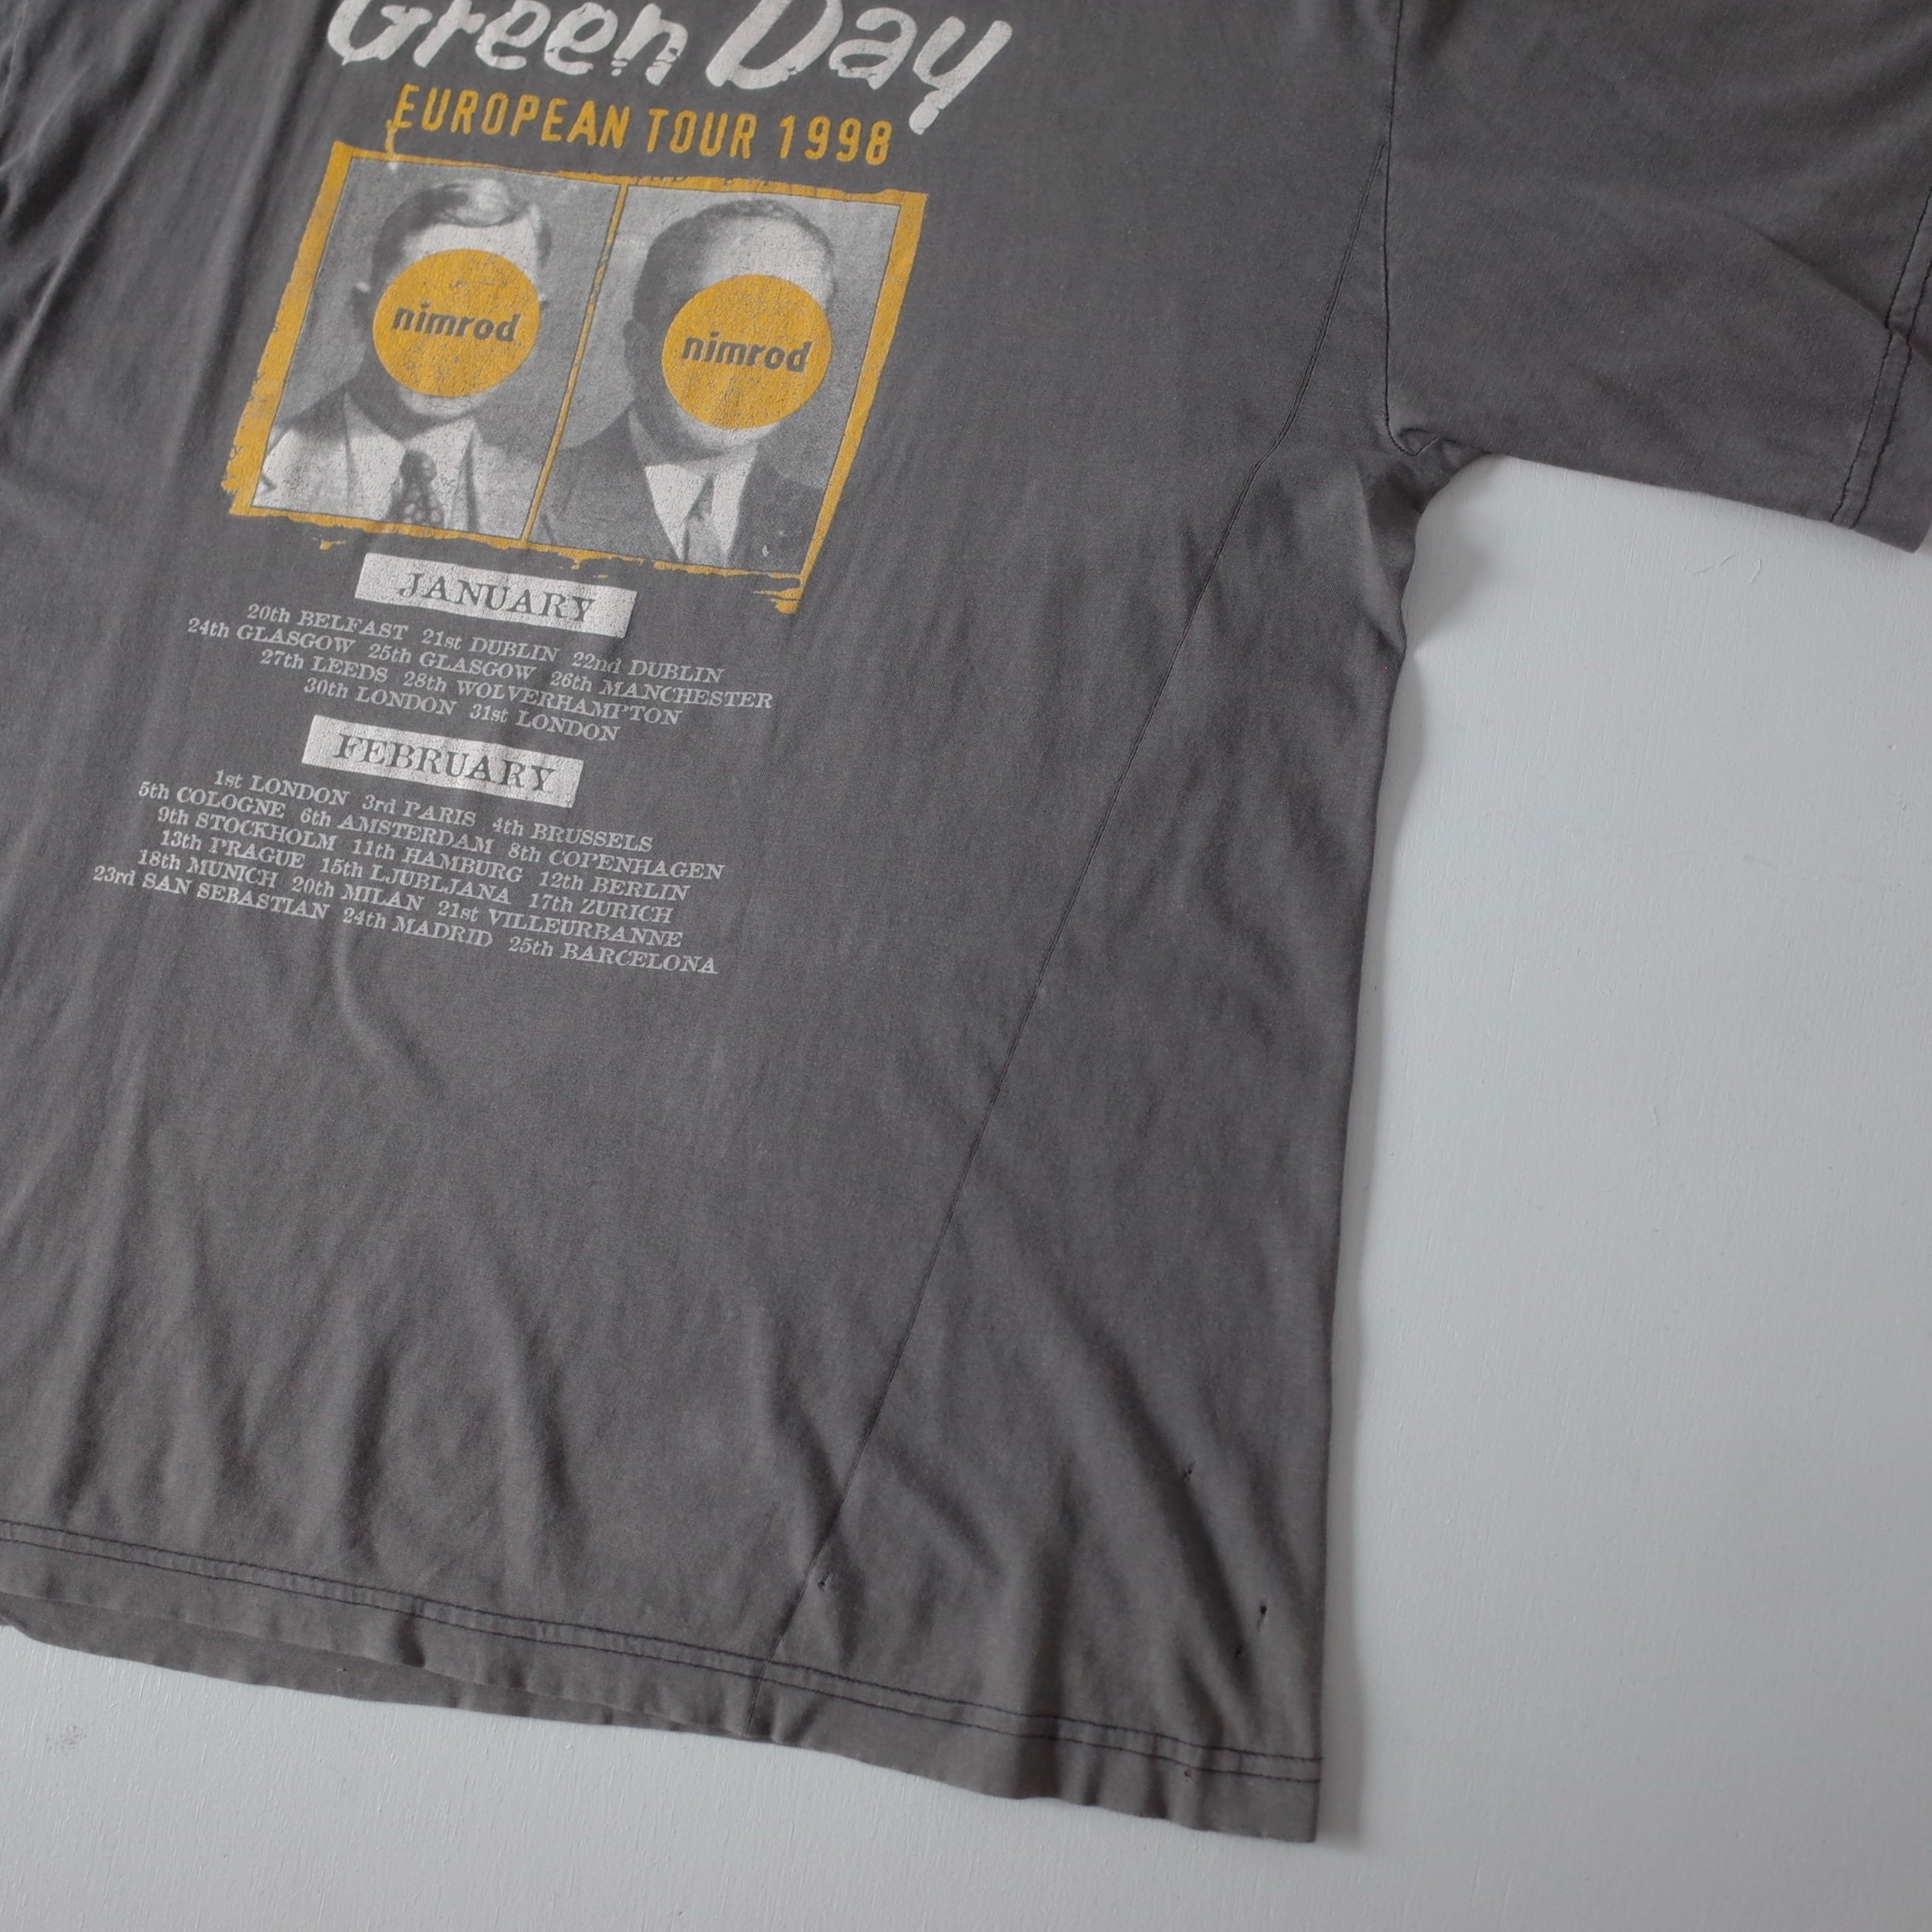 Green Day
EUROPEAN TOUR 1998
nimrod nimrod
JANUARY
20th BELFAST 21st DUBLIN 22nd DUBLIN
24th GLASGOW 25th GLASGOW 26th MANCHESTER
27th LEEDS 28th WOLVERHAMPTON
30th LONDON 31st LONDON
FEBRUARY
1st LONDON 3rd PARIS 4th BRUSSELS
5th COLOGNE 6th AMSTERDAM 8th COPENHAGEN
9th STOCKHOLM 11th HAMBURG 12th BERLIN
13th PRAGUE 15th LJUBLJANA 17th ZURICH
18th MUNICH 20th MILAN 21st VILLEURBANNE
23rd SAN SEBASTIAN 24th MADRID 25th BARCELONA